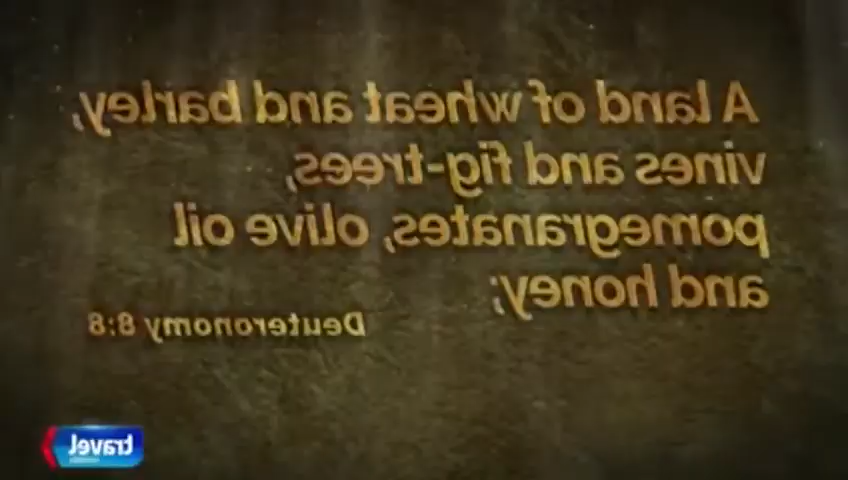 A land of wheat and barley,
vines and fig-trees,
pomegranates, olive oil
and honey;
Deuteronomy 8:8
travel